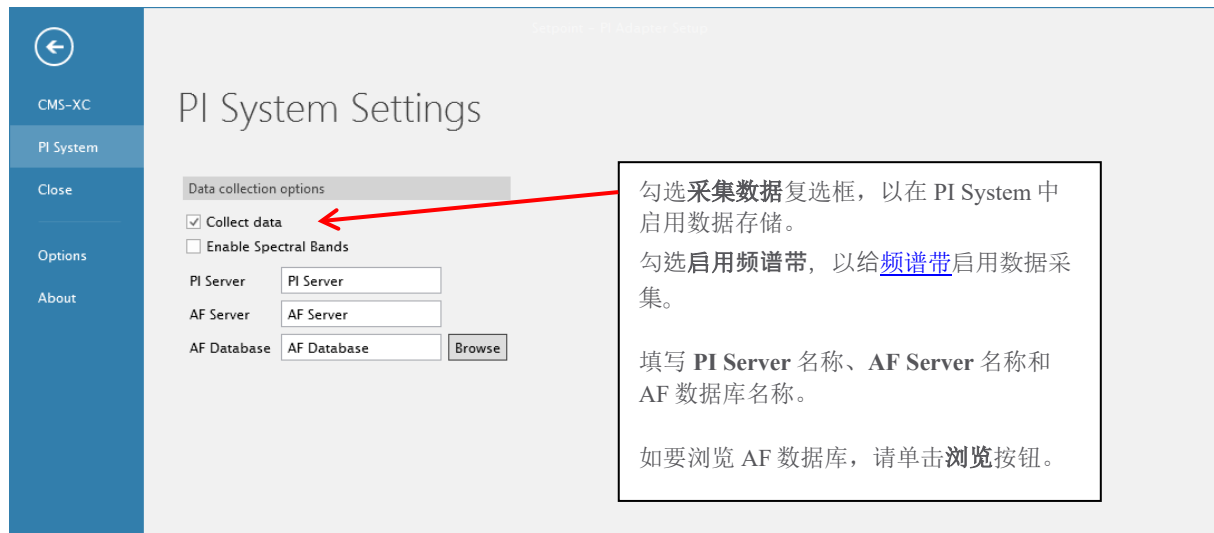 Setpoint - PI Adapter Setup
CMS-XC
PI System
Close
Options
About
PI System Settings
Data collection options
Collect data
Enable Spectral Bands
PI Server PI Server
AF Server AF Server
AF Database AF Database Browse
勾选采集数据复选框，以在 PI System 中
启用数据存储。
勾选启用频谱带，以给频谱带启用数据采
集。
填写 PI Server 名称、AF Server 名称和
AF 数据库名称。
如要浏览 AF 数据库，请单击浏览按钮。